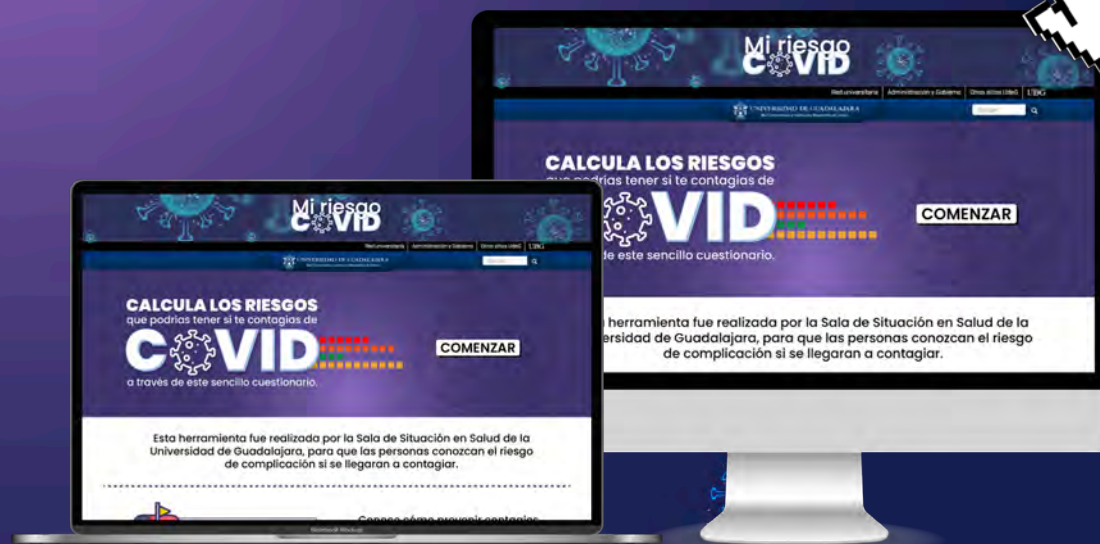 Mi riesgo
COVID
Red universitaria Administración y Gobierno Otros sitios UdeG UDG
UNIVERSIDAD DE GUADALAJARA
CALCULA LOS RIESGOS
que podrías tener si te contagias de
VID
de este sencillo cuestionario.
COMENZAR
herramienta fue realizada por la Sala de Situación en Salud de la
ersidad de Guadalajara, para que las personas conozcan el riesgo
de complicación si se llegaran a contagiar.
Mi riesgo
COVID
Red universitaria Administración y Gobierno Otros sitios UdeG UDG
UNIVERSIDAD DE GUADALAJARA
CALCULA LOS RIESGOS
que podrías tener si te contagias de
COVID
a través de este sencillo cuestionario.
COMENZAR
Esta herramienta fue realizada por la Sala de Situación en Salud de la
Universidad de Guadalajara, para que las personas conozcan el riesgo
de complicación si se llegaran a contagiar.
Conoce cómo prevenir contagios
Notebook Mockup